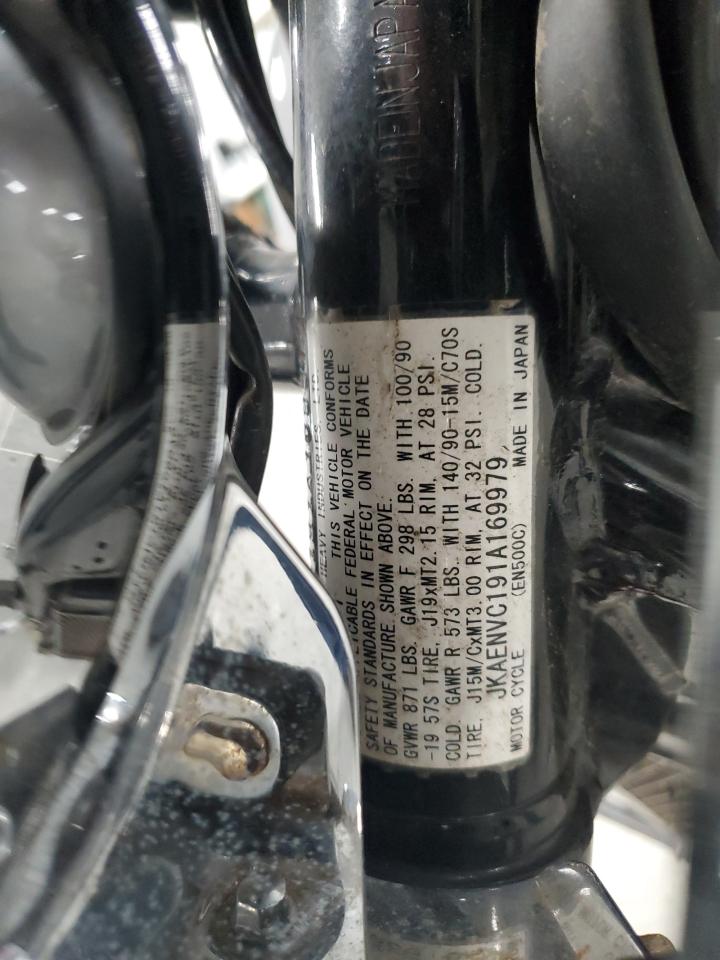 MADE IN JAPAN
HEAVY INDUSTRIES, LTD.
THIS VEHICLE CONFORMS
FEDERAL MOTOR VEHICLE
SAFETY STANDARDS IN EFFECT ON THE DATE
OF MANUFACTURE SHOWN ABOVE.
GVWR 871 LBS. GAWR F 298 LBS. WITH 100/90
-19 57S TIRE, J19xMT2.15 RIM, AT 28 PSI.
COLD. GAWR R 573 LBS. WITH 140/90-15M/C70S
TIRE, J15M/CxMT3.00 RIM, AT 32 PSI. COLD.
JKAENVC191A169979
MOTOR CYCLE (EN500C) MADE IN JAPAN